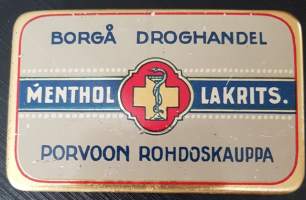 BORGÅ DROGHANDEL
MENTHOL LAKRITS.
PORVOON ROHDOSKAUPPA